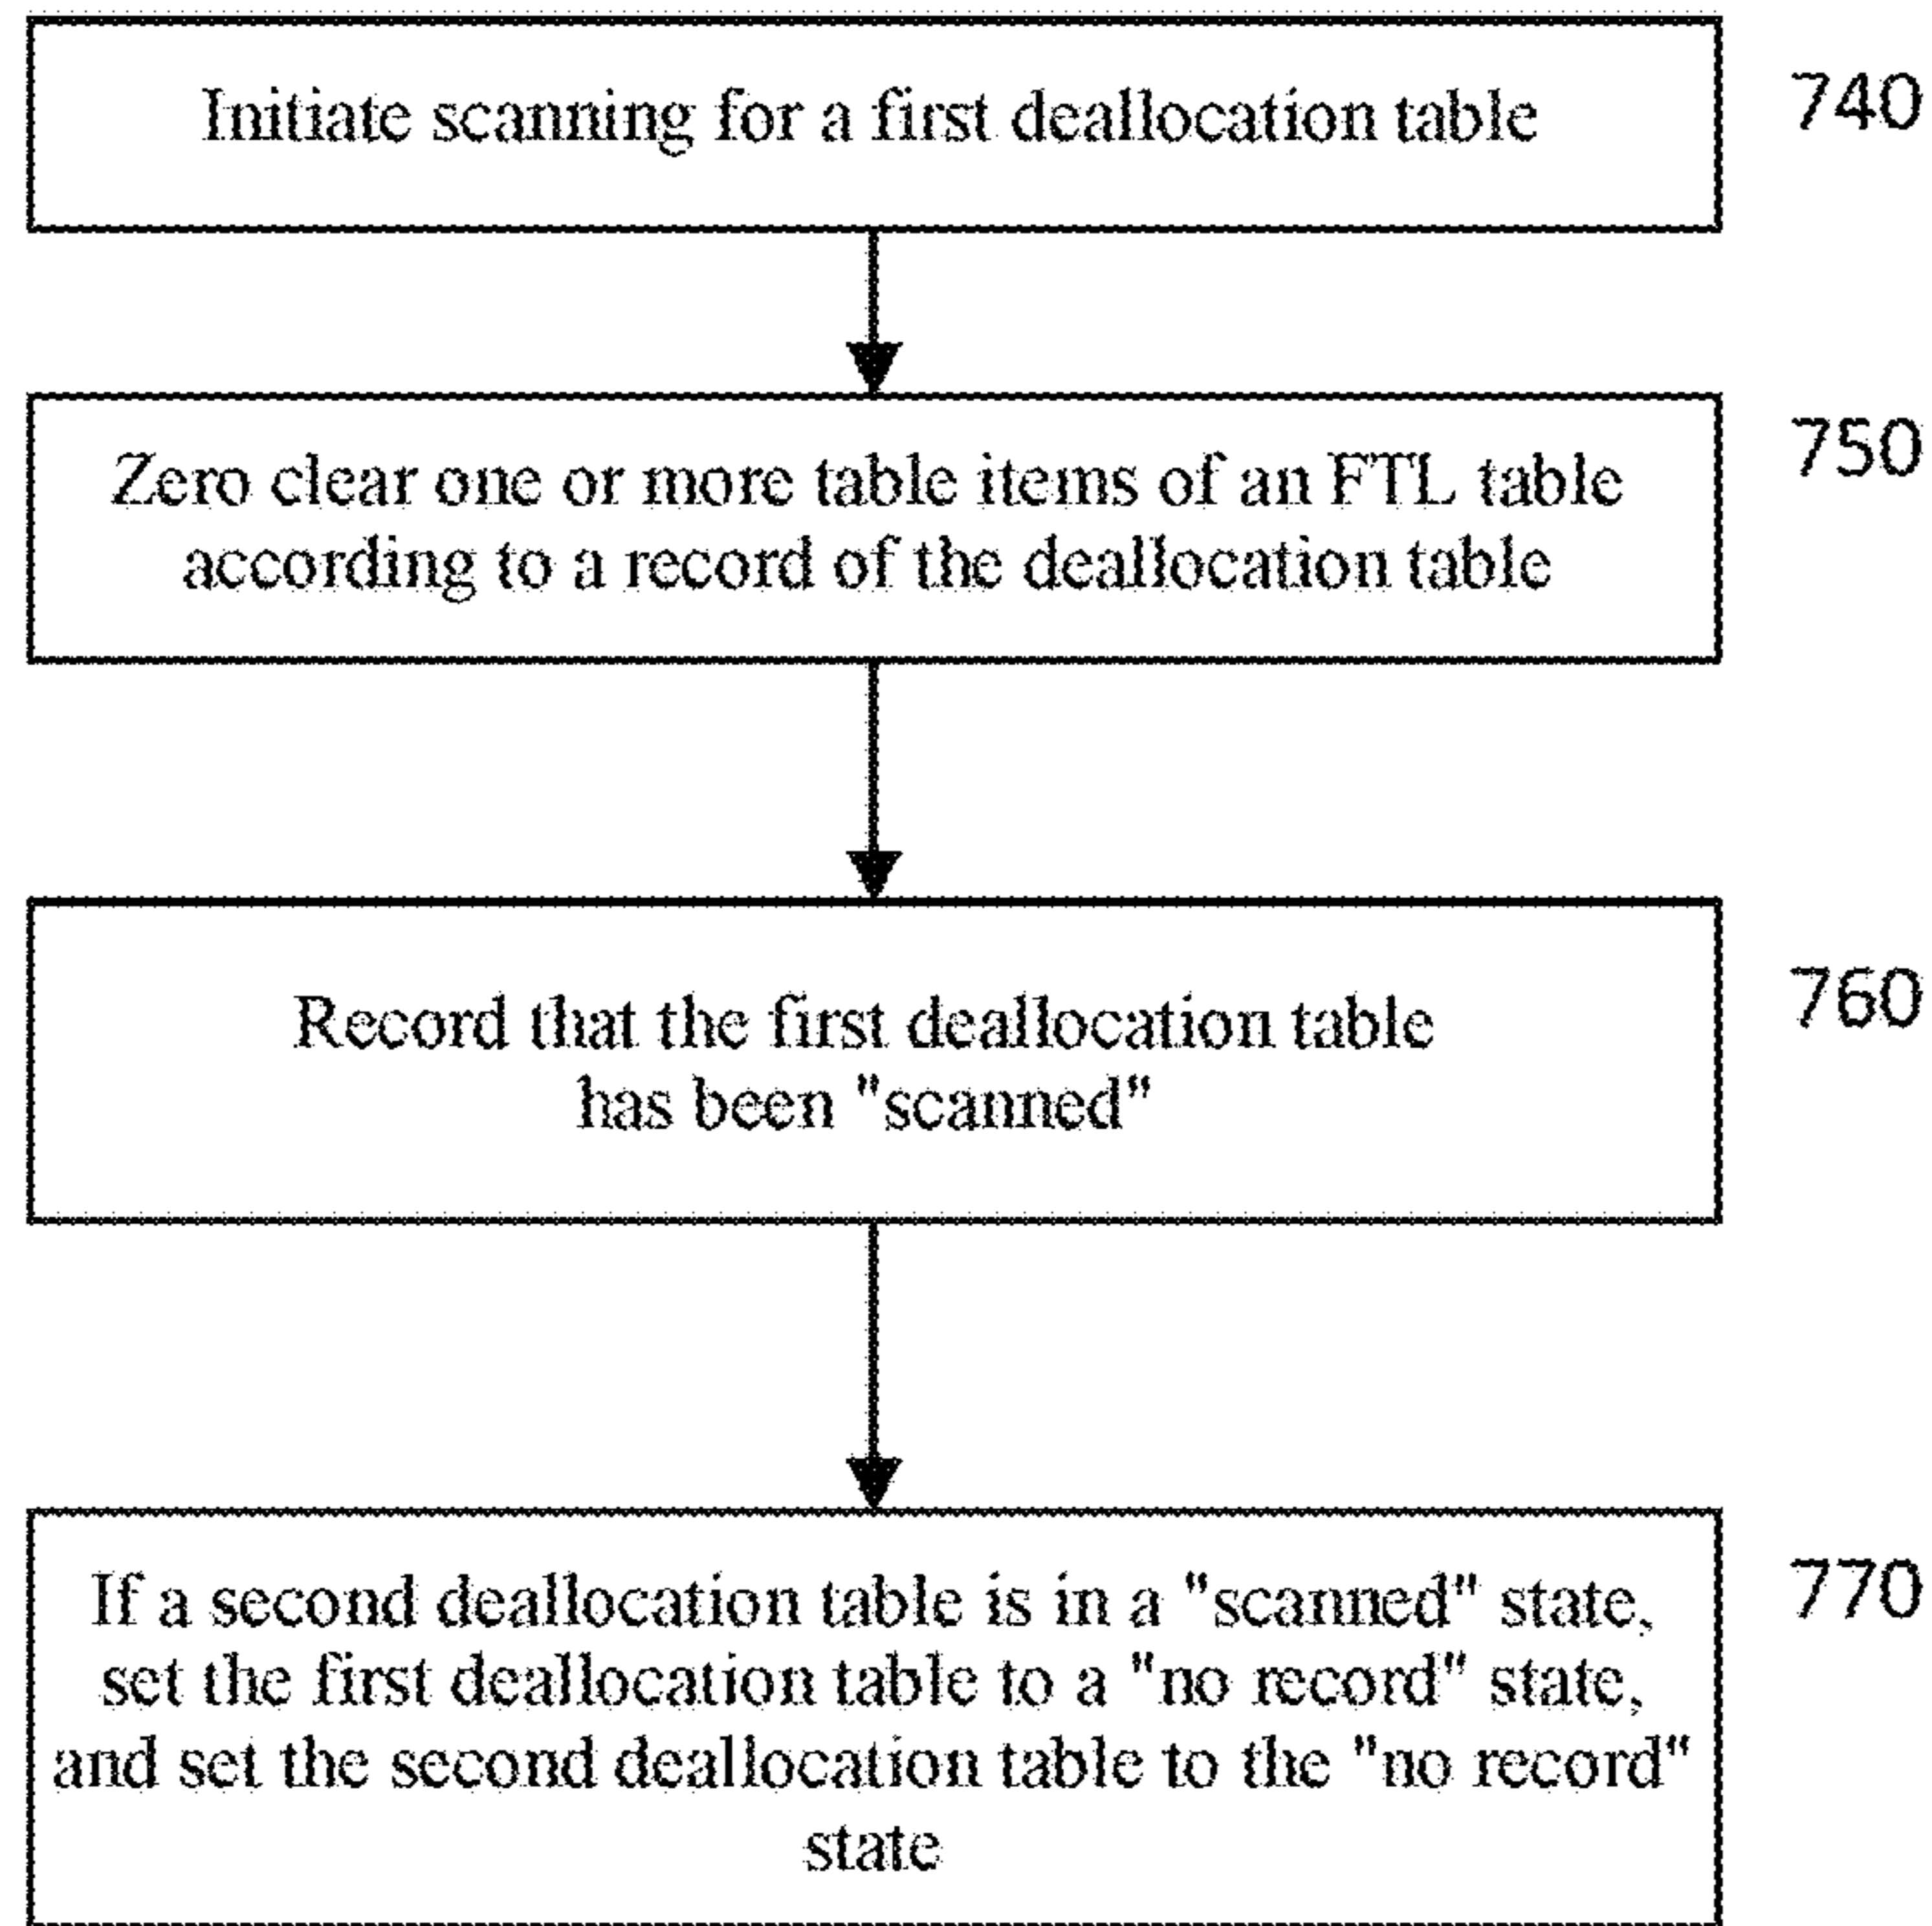 Initiate scanning for a first deallocation table
740
Zero clear one or more table items of an FTL table
according to a record of the deallocation table
750
Record that the first deallocation table
has been "scanned"
760
If a second deallocation table is in a "scanned" state,
set the first deallocation table to a "no record" state,
and set the second deallocation table to the "no record"
state
770